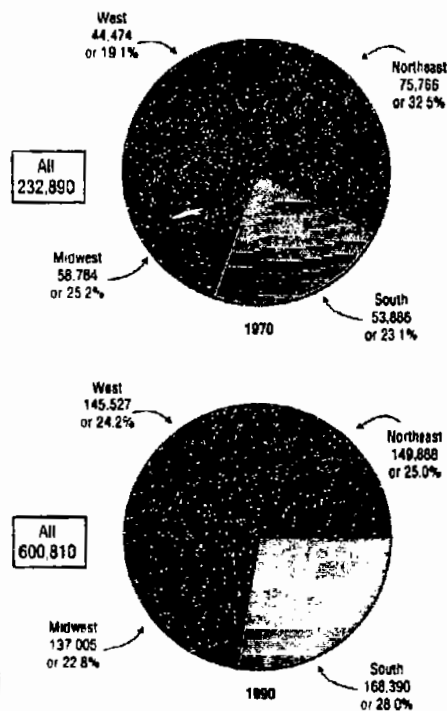 West
44,474
or 19.1%
Northeast
75,766
or 32.5%
All
232,890
Midwest
58,764
or 25.2%
South
53,886
or 23.1%
1970
West
145,527
or 24.2%
Northeast
149,888
or 25.0%
All
600,810
Midwest
137,005
or 22.8%
South
168,390
or 28.0%
1990